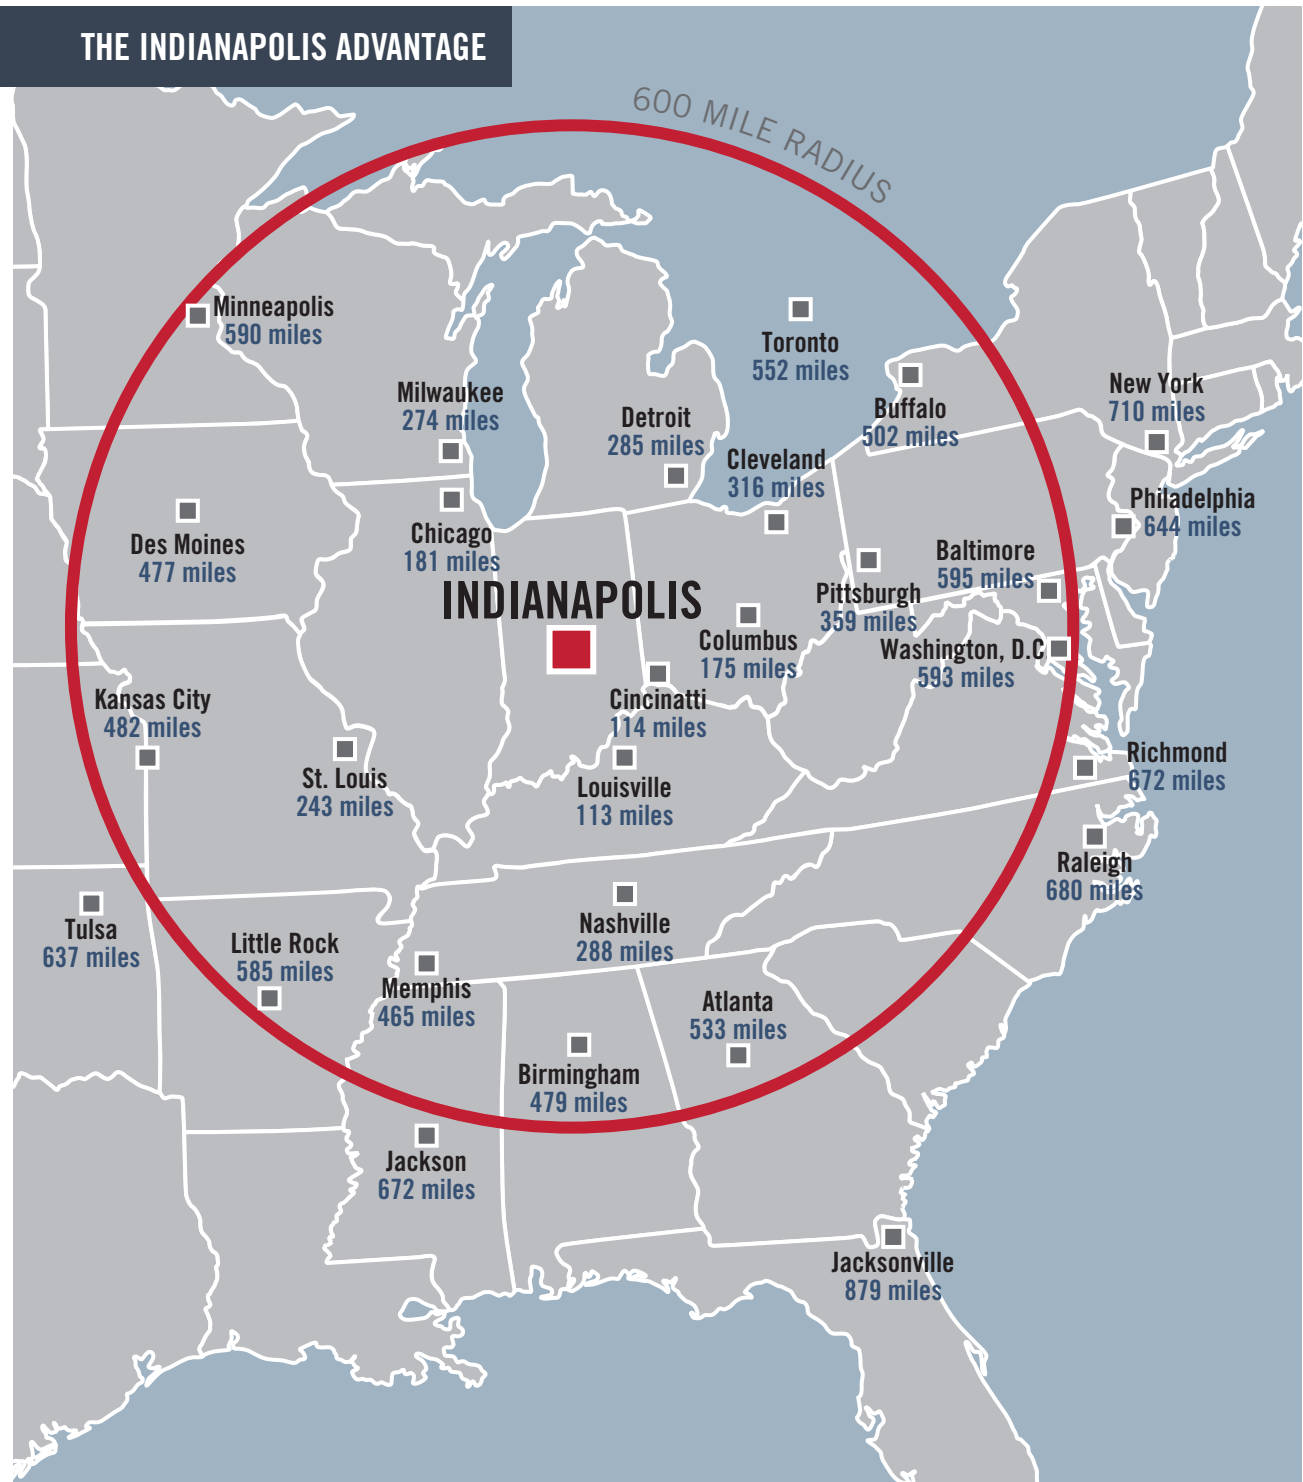 THE INDIANAPOLIS ADVANTAGE
600 MILE RADIUS
Minneapolis
590 miles
Toronto
552 miles
Milwaukee
274 miles
Detroit
285 miles
Buffalo
502 miles
New York
710 miles
Cleveland
316 miles
Philadelphia
644 miles
Chicago
181 miles
Des Moines
477 miles
Baltimore
595 miles
INDIANAPOLIS
Pittsburgh
359 miles
Columbus
175 miles
Washington, D.C
593 miles
Kansas City
482 miles
Cincinatti
114 miles
St. Louis
243 miles
Louisville
113 miles
Richmond
672 miles
Raleigh
680 miles
Tulsa
637 miles
Little Rock
585 miles
Nashville
288 miles
Memphis
465 miles
Atlanta
533 miles
Birmingham
479 miles
Jackson
672 miles
Jacksonville
879 miles